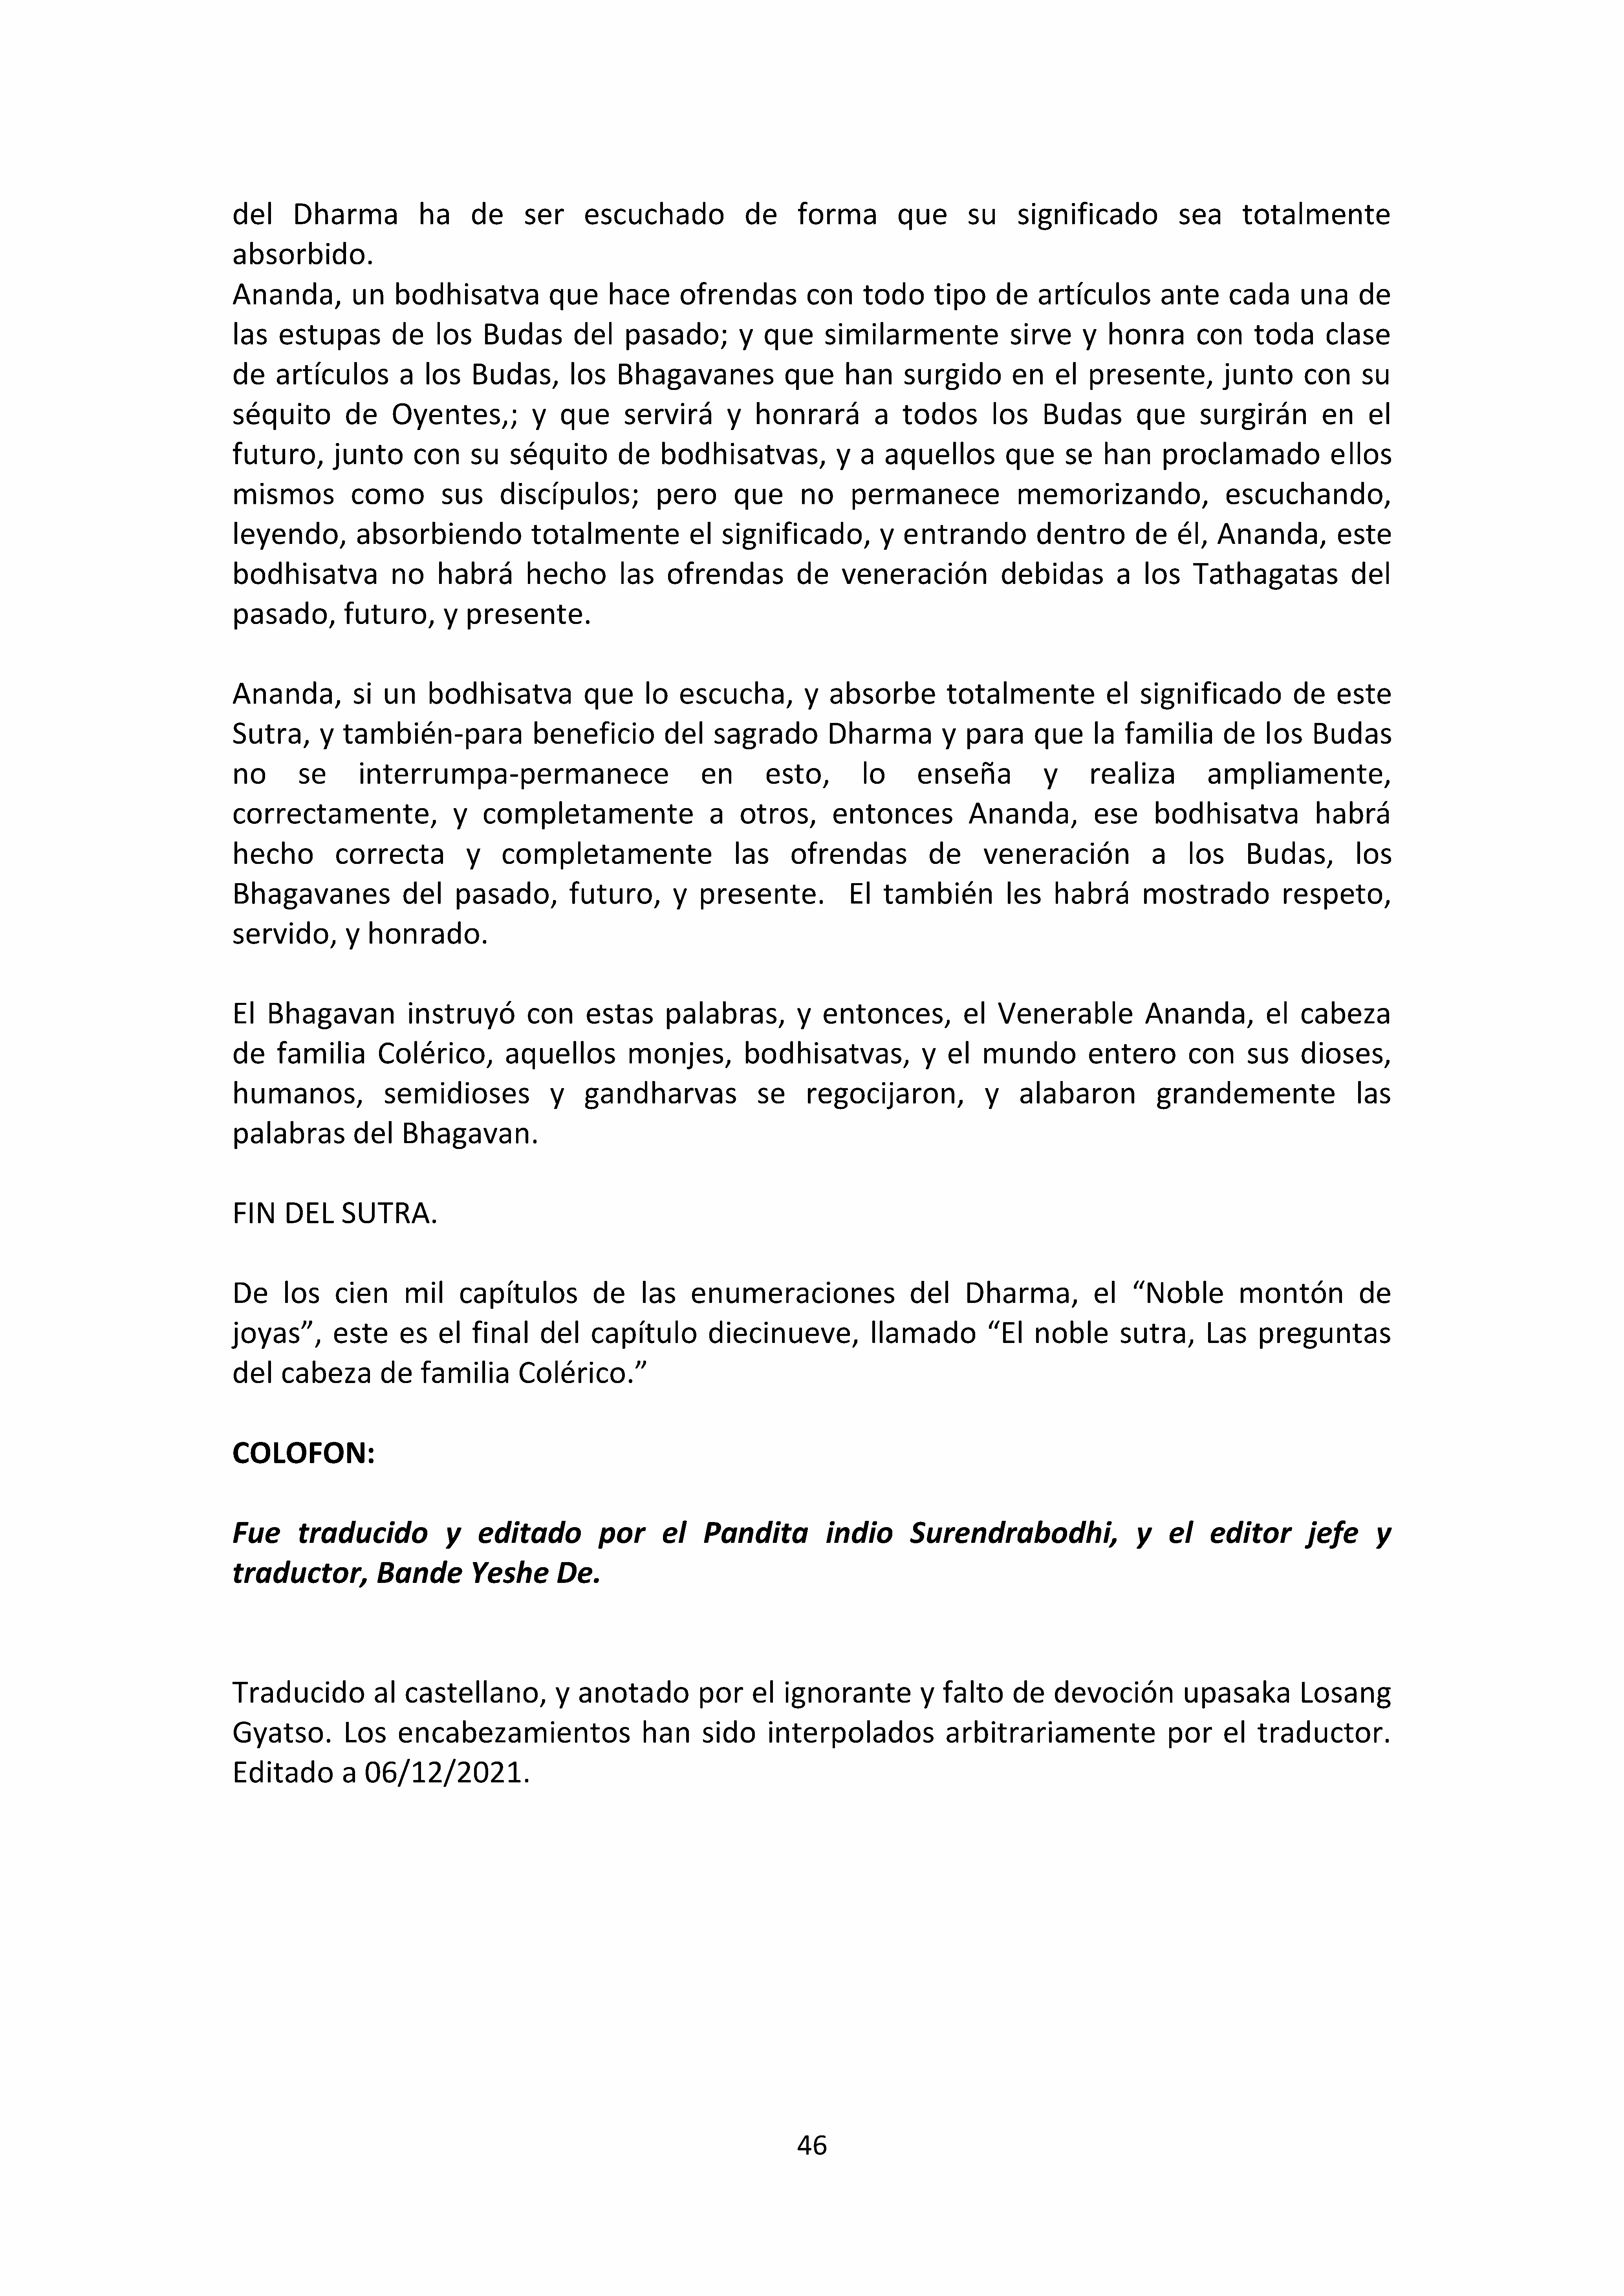 del Dharma ha de ser escuchado de forma que su significado sea totalmente
absorbido.
Ananda, un bodhisatva que hace ofrendas con todo tipo de artículos ante cada una de
las estupas de los Budas del pasado; y que similarmente sirve y honra con toda clase
de artículos a los Budas, los Bhagavanes que han surgido en el presente, junto con su
séquito de Oyentes,; y que servirá y honrará a todos los Budas que surgirán en el
futuro, junto con su séquito de bodhisatvas, y a aquellos que se han proclamado ellos
mismos como sus discípulos; pero que no permanece memorizando, escuchando,
leyendo, absorbiendo totalmente el significado, y entrando dentro de él, Ananda, este
bodhisatva no habrá hecho las ofrendas de veneración debidas a los Tathagatas del
pasado, futuro, y presente.

Ananda, si un bodhisatva que lo escucha, y absorbe totalmente el significado de este
Sutra, y también-para beneficio del sagrado Dharma y para que la familia de los Budas
no se interrumpa-permanece en esto, lo enseña y realiza ampliamente,
correctamente, y completamente a otros, entonces Ananda, ese bodhisatva habrá
hecho correcta y completamente las ofrendas de veneración a los Budas, los
Bhagavanes del pasado, futuro, y presente.  El también les habrá mostrado respeto,
servido, y honrado.

El Bhagavan instruyó con estas palabras, y entonces, el Venerable Ananda, el cabeza
de familia Colérico, aquellos monjes, bodhisatvas, y el mundo entero con sus dioses,
humanos, semidioses y gandharvas se regocijaron, y alabaron grandemente las
palabras del Bhagavan.

FIN DEL SUTRA.

De los cien mil capítulos de las enumeraciones del Dharma, el “Noble montón de
joyas”, este es el final del capítulo diecinueve, llamado “El noble sutra, Las preguntas
del cabeza de familia Colérico.”

COLOFON:

Fue traducido y editado por el Pandita indio Surendrabodhi, y el editor jefe y
traductor, Bande Yeshe De.

Traducido al castellano, y anotado por el ignorante y falto de devoción upasaka Losang
Gyatso. Los encabezamientos han sido interpolados arbitrariamente por el traductor.
Editado a 06/12/2021.

46